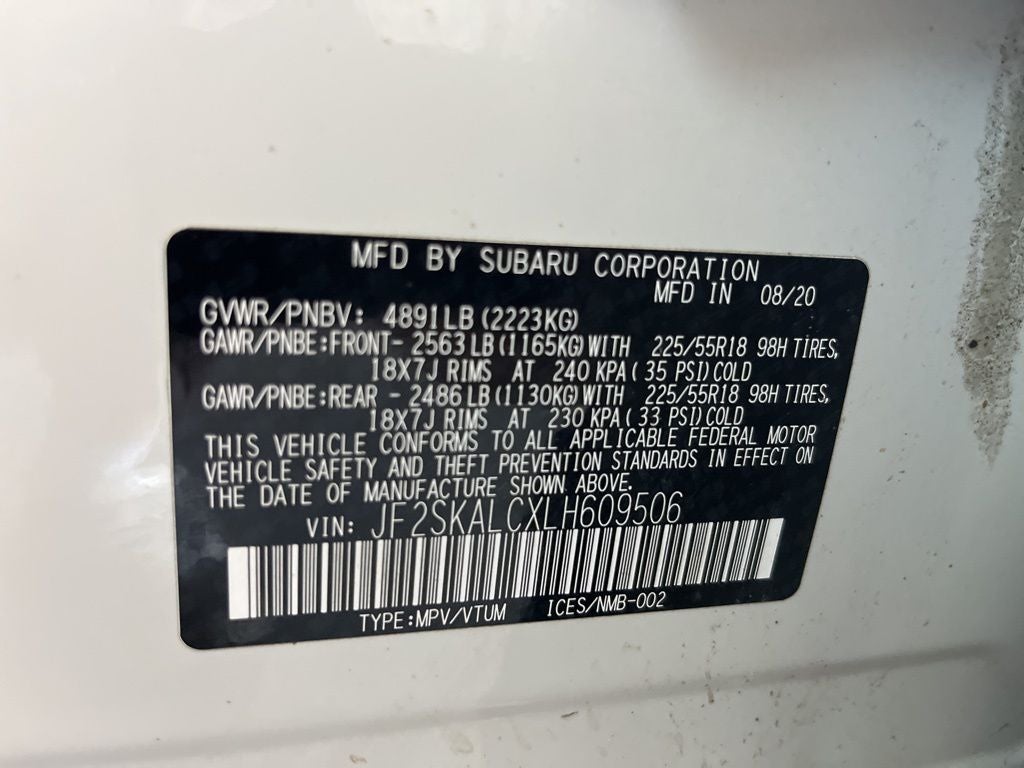 MFD BY SUBARU CORPORATION
MFD IN 08/20
GVWR/PNBV: 4891LB (2223KG)
GAWR/PNBE:FRONT- 2563 LB (1165KG) WITH 225/55R18 98H TIRES,
18X7J RIMS AT 240 KPA ( 35 PSI) COLD
GAWR/PNBE:REAR - 2486 LB (1130KG) WITH 225/55R18 98H TIRES,
18X7J RIMS AT 230 KPA ( 33 PSI) COLD
THIS VEHICLE CONFORMS TO ALL APPLICABLE FEDERAL MOTOR
VEHICLE SAFETY AND THEFT PREVENTION STANDARDS IN EFFECT ON
THE DATE OF MANUFACTURE SHOWN ABOVE.
VIN: JF2SKALCXLH609506
TYPE:MPV/VTUM ICES/NMB-002